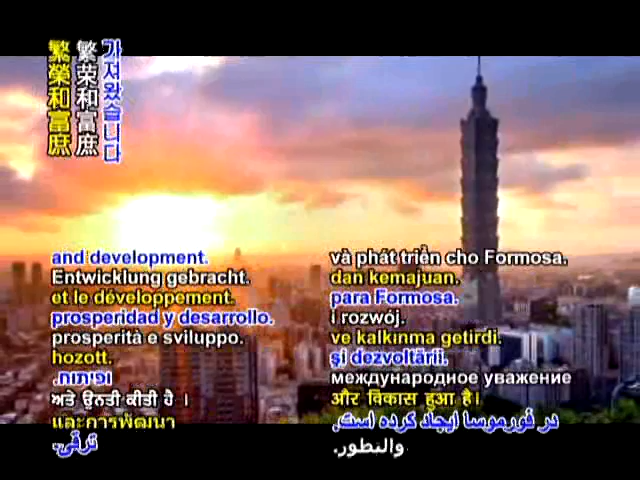 繁榮和富庶
繁荣和富庶
가져왔습니다
and development.
Entwicklung gebracht.
et le développement.
prosperidad y desarrollo.
prosperità e sviluppo.
hozott.
ופיתוח.
ਅਤੇ ਉਨਤੀ ਕੀਤੀ ਹੈ ।
และการพัฒนา
ترقی.
và phát triển cho Formosa.
dan kemajuan.
para Formosa.
i rozwój.
ve kalkınma getirdi.
şi dezvoltării.
международное уважение
और विकास हुआ है।
در فورموسا ایجاد کرده است.
والتطور.